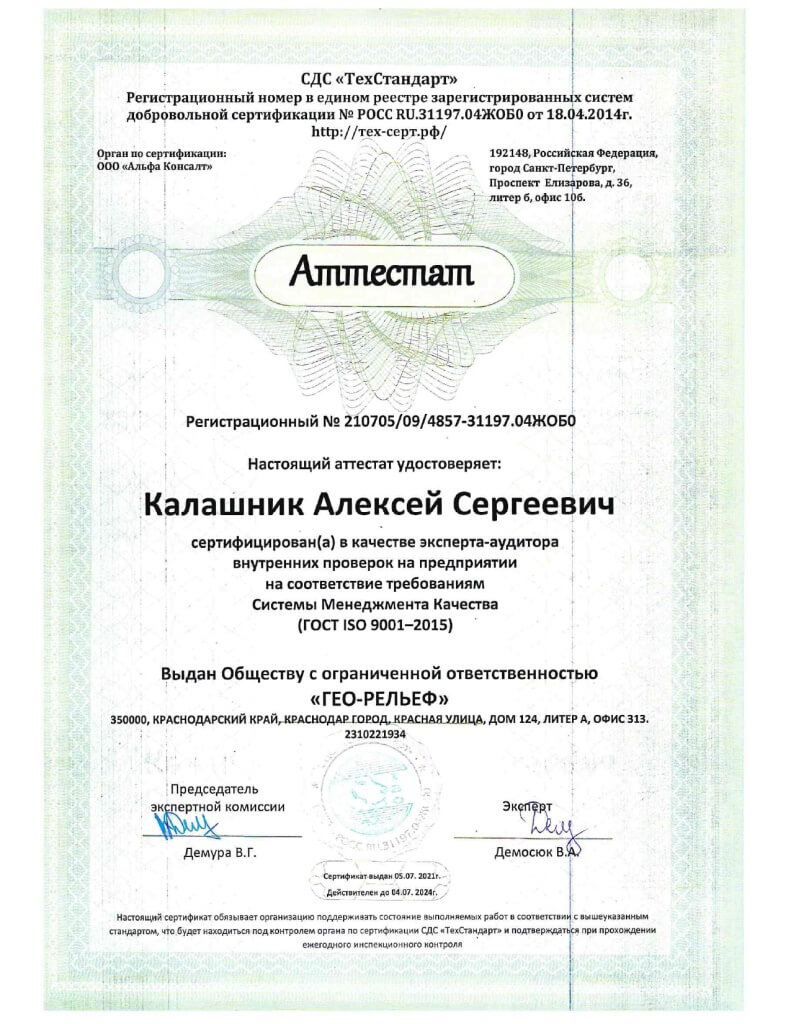 СДС «ТехСтандарт»
Регистрационный номер в едином реестре зарегистрированных систем
добровольной сертификации № РОСС RU.31197.04ЖОБ0 от 18.04.2014г.
http://тех-серт.рф/
Орган по сертификации:
ООО «Альфа Консалт»
192148, Российская Федерация,
город Санкт-Петербург,
Проспект Елизарова, д. 36,
литер б, офис 10б.
Аттестат
Регистрационный № 210705/09/4857-31197.04ЖОБ0
Настоящий аттестат удостоверяет:
Калашник Алексей Сергеевич
сертифицирован(а) в качестве эксперта-аудитора
внутренних проверок на предприятии
на соответствие требованиям
Системы Менеджмента Качества
(ГОСТ ISO 9001–2015)
Выдан Обществу с ограниченной ответственностью
«ГЕО-РЕЛЬЕФ»
350000, КРАСНОДАРСКИЙ КРАЙ, КРАСНОДАР ГОРОД, КРАСНАЯ УЛИЦА, ДОМ 124, ЛИТЕР А, ОФИС 313.
2310221934
Председатель
экспертной комиссии
Демура В.Г.
Эксперт
Демосюк В.А.
РОСС RU.31197.04ЖОБ0
Сертификат выдан 05.07. 2021г.
Действителен до 04.07. 2024г.
Настоящий сертификат обязывает организацию поддерживать состояние выполняемых работ в соответствии с вышеуказанным
стандартом, что будет находиться под контролем органа по сертификации СДС «ТехСтандарт» и подтверждаться при прохождении
ежегодного инспекционного контроля